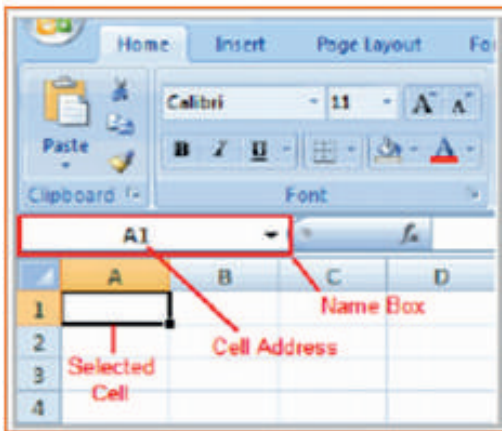 Home Insert Page Layout Fo
Calibri 11 A A
Paste B I U A
Clipboard Font
A1 fx
A B C D
1 Name Box
2 Cell Address
3 Selected
Cell
4